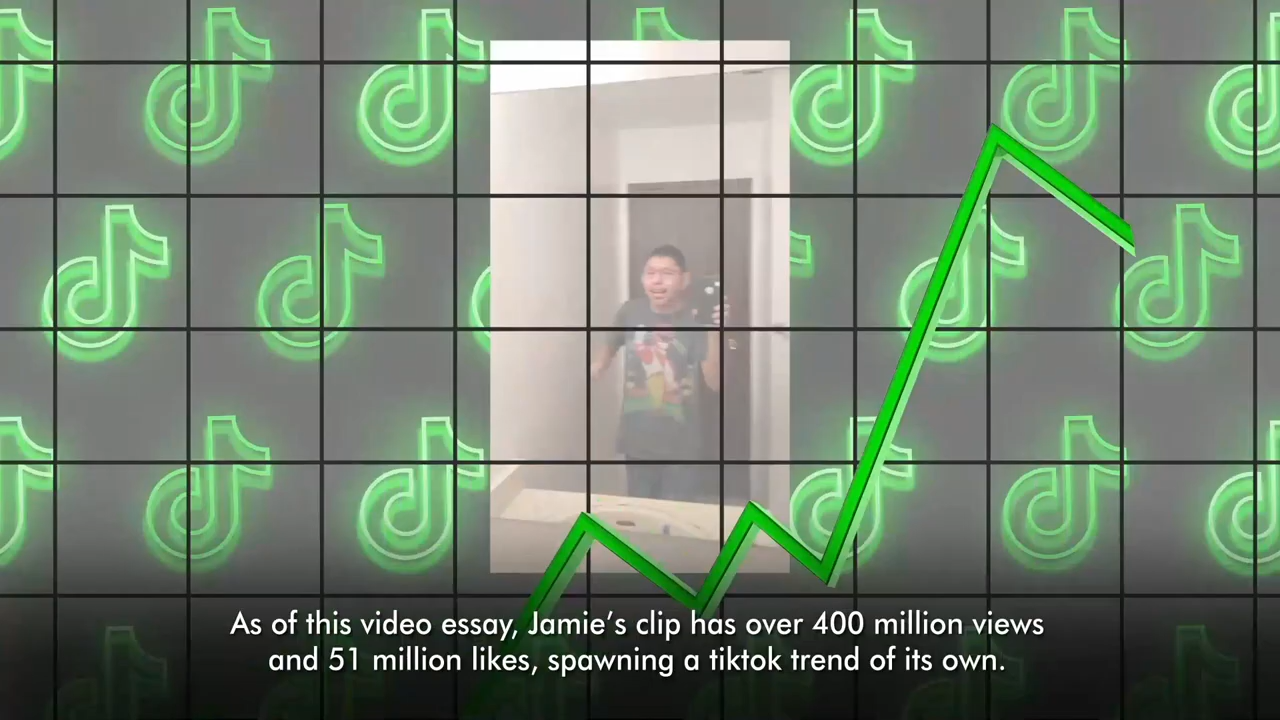 As of this video essay, Jamie’s clip has over 400 million views
and 51 million likes, spawning a tiktok trend of its own.